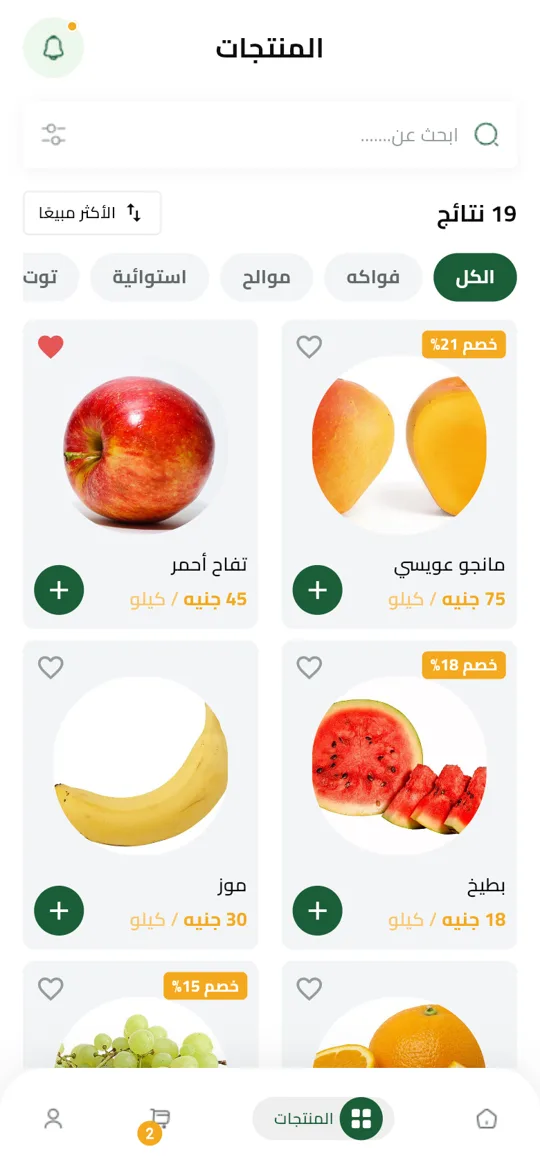 المنتجات
ابحث عن.......
19 نتائج
الأكثر مبيعًا
الكل
فواكه
موالح
استوائية
توت
خصم 21%
مانجو عويسي
75 جنيه / كيلو
تفاح أحمر
45 جنيه / كيلو
خصم 18%
بطيخ
18 جنيه / كيلو
موز
30 جنيه / كيلو
خصم 15%
المنتجات
2